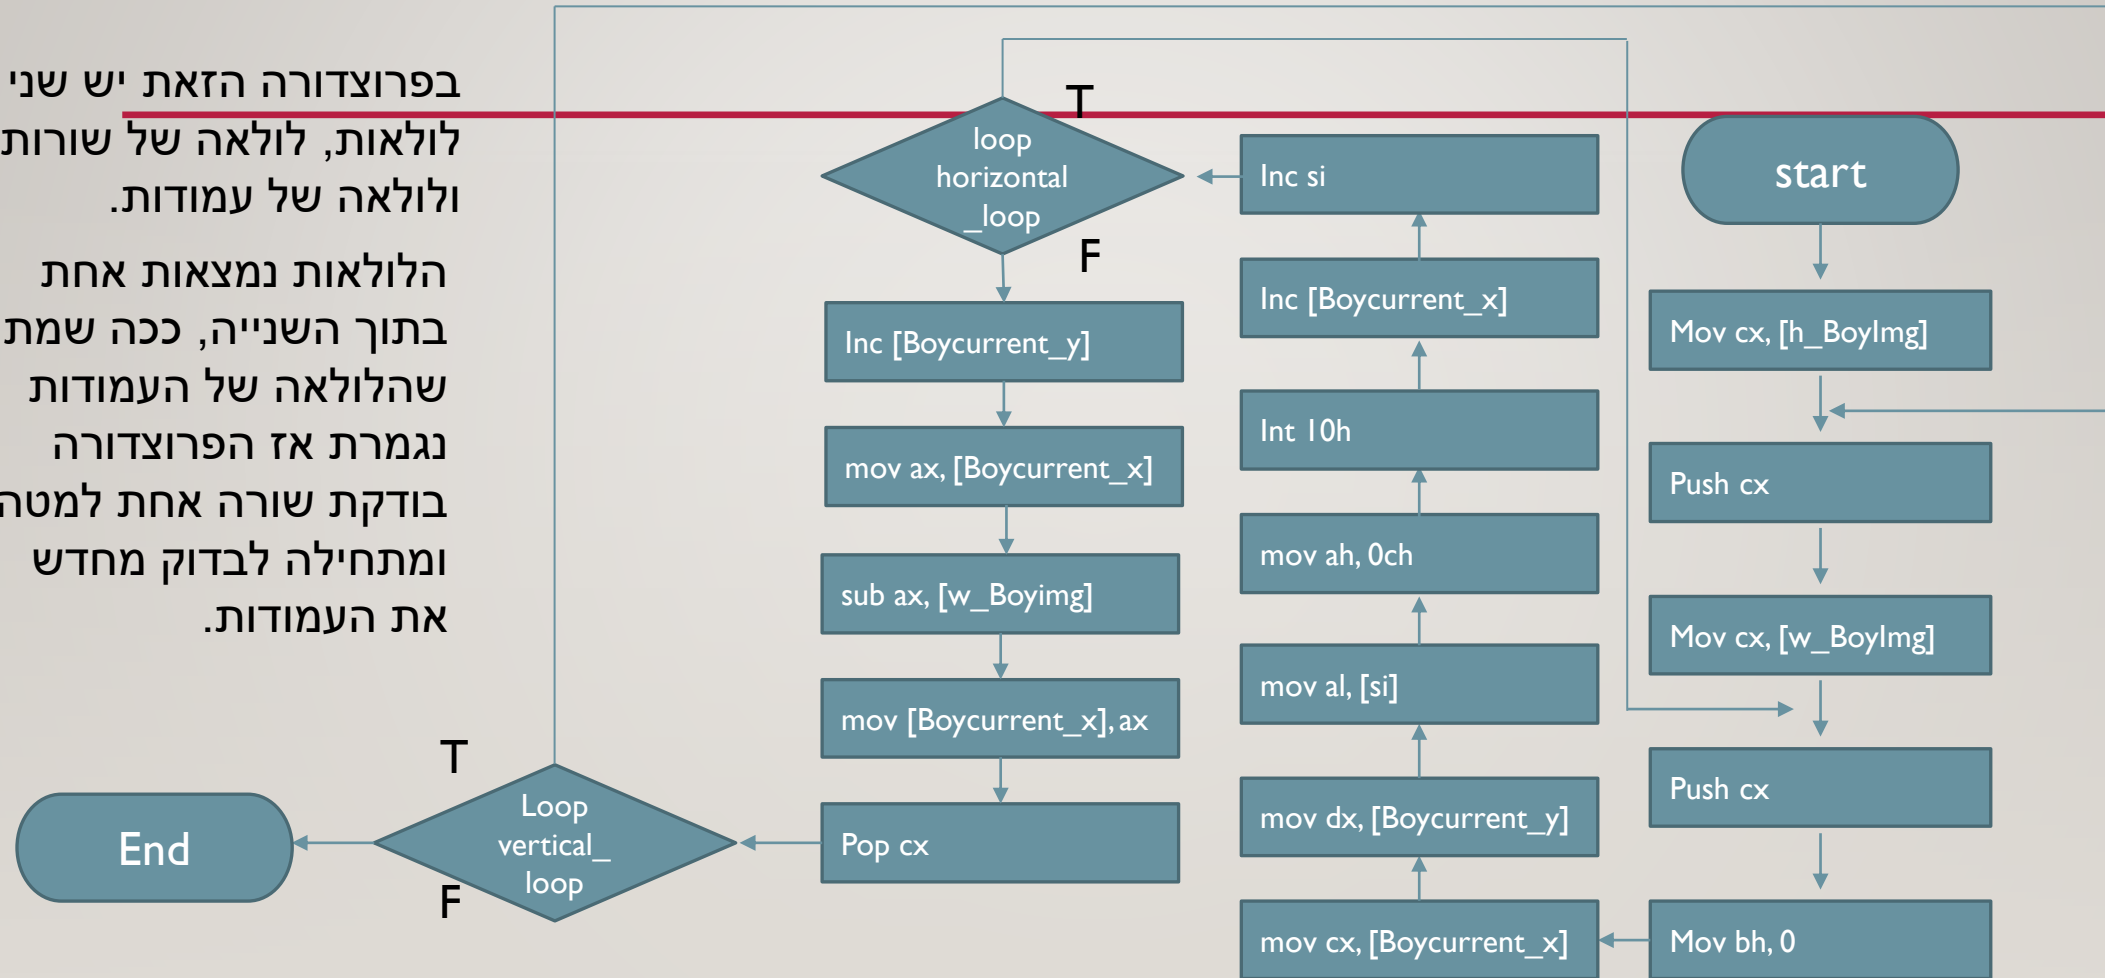 בפרוצדורה הזאת יש שני
לולאות, לולאה של שורות
ולולאה של עמודות.
הלולאות נמצאות אחת
בתוך השנייה, ככה שמת
שהלולאה של העמודות
נגמרת אז הפרוצדורה
בודקת שורה אחת למטה
ומתחילה לבדוק מחדש
את העמודות.
start
Mov cx, [h_BoyImg]
Push cx
Mov cx, [w_BoyImg]
Push cx
Mov bh, 0
mov cx, [Boycurrent_x]
mov dx, [Boycurrent_y]
mov al, [si]
mov ah, 0ch
Int 10h
Inc [Boycurrent_x]
Inc si
T
loop
horizontal
_loop
F
Inc [Boycurrent_y]
mov ax, [Boycurrent_x]
sub ax, [w_Boyimg]
mov [Boycurrent_x], ax
Pop cx
T
Loop
vertical_
loop
F
End